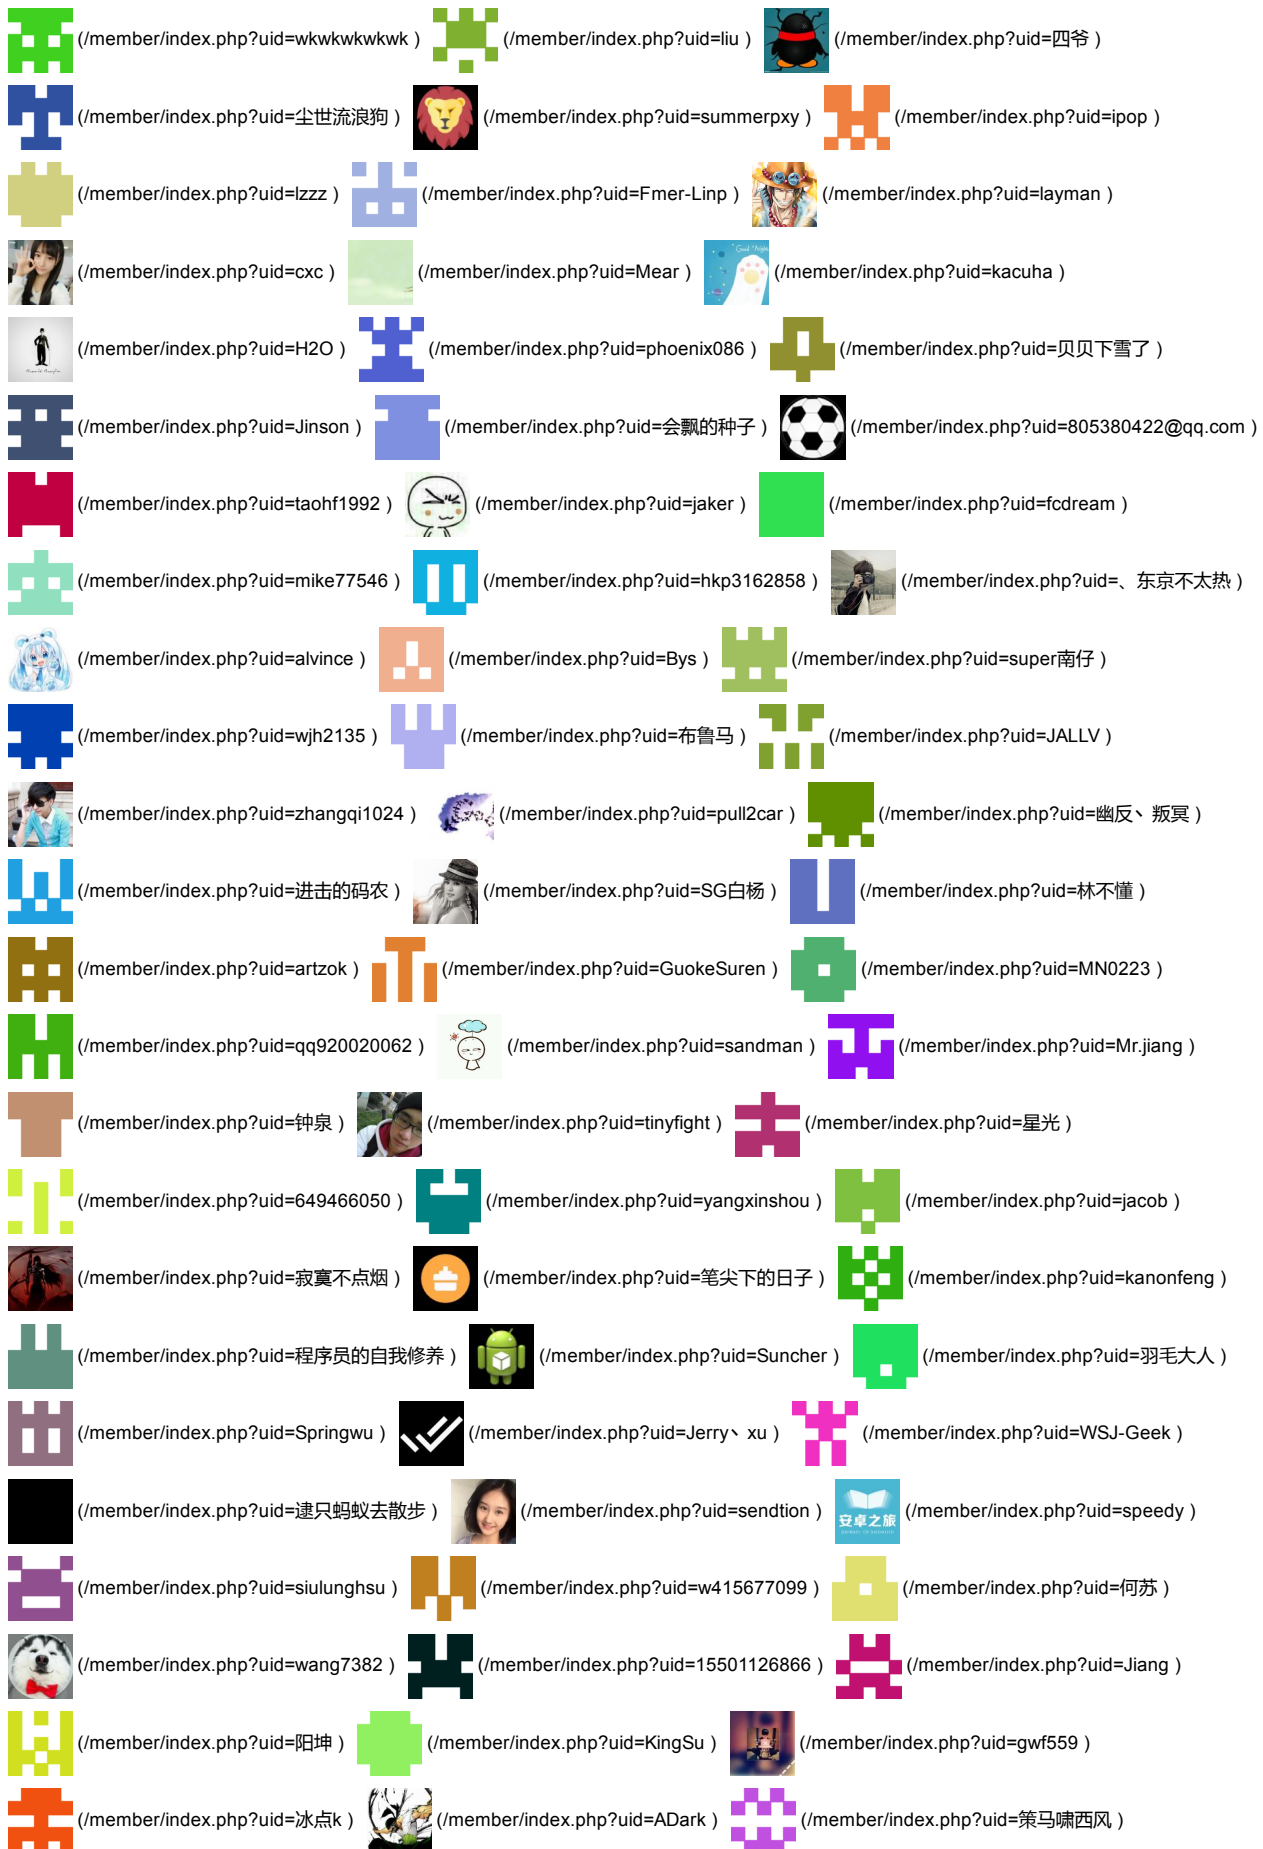 (/member/index.php?uid=wkwkwkwkwk ) (/member/index.php?uid=liu ) (/member/index.php?uid=四爷 )
(/member/index.php?uid=尘世流浪狗 ) (/member/index.php?uid=summerpxy ) (/member/index.php?uid=ipop )
(/member/index.php?uid=lzzz ) (/member/index.php?uid=Fmer-Linp ) (/member/index.php?uid=layman )
(/member/index.php?uid=cxc ) (/member/index.php?uid=Mear ) (/member/index.php?uid=kacuha )
(/member/index.php?uid=H2O ) (/member/index.php?uid=phoenix086 ) (/member/index.php?uid=贝贝下雪了 )
(/member/index.php?uid=Jinson ) (/member/index.php?uid=会飘的种子 ) (/member/index.php?uid=805380422@qq.com )
(/member/index.php?uid=taohf1992 ) (/member/index.php?uid=jaker ) (/member/index.php?uid=fcdream )
(/member/index.php?uid=mike77546 ) (/member/index.php?uid=hkp3162858 ) (/member/index.php?uid=、东京不太热 )
(/member/index.php?uid=alvince ) (/member/index.php?uid=Bys ) (/member/index.php?uid=super南仔 )
(/member/index.php?uid=wjh2135 ) (/member/index.php?uid=布鲁马 ) (/member/index.php?uid=JALLV )
(/member/index.php?uid=zhangqi1024 ) (/member/index.php?uid=pull2car ) (/member/index.php?uid=幽反丶叛冥 )
(/member/index.php?uid=进击的码农 ) (/member/index.php?uid=SG白杨 ) (/member/index.php?uid=林不懂 )
(/member/index.php?uid=artzok ) (/member/index.php?uid=GuokeSuren ) (/member/index.php?uid=MN0223 )
(/member/index.php?uid=qq920020062 ) (/member/index.php?uid=sandman ) (/member/index.php?uid=Mr.jiang )
(/member/index.php?uid=钟泉 ) (/member/index.php?uid=tinyfight ) (/member/index.php?uid=星光 )
(/member/index.php?uid=649466050 ) (/member/index.php?uid=yangxinshou ) (/member/index.php?uid=jacob )
(/member/index.php?uid=寂寞不点烟 ) (/member/index.php?uid=笔尖下的日子 ) (/member/index.php?uid=kanonfeng )
(/member/index.php?uid=程序员的自我修养 ) (/member/index.php?uid=Suncher ) (/member/index.php?uid=羽毛大人 )
(/member/index.php?uid=Springwu ) (/member/index.php?uid=Jerry丶xu ) (/member/index.php?uid=WSJ-Geek )
(/member/index.php?uid=逮只蚂蚁去散步 ) (/member/index.php?uid=sendtion ) 安卓之旅 (/member/index.php?uid=speedy )
(/member/index.php?uid=siulunghsu ) (/member/index.php?uid=w415677099 ) (/member/index.php?uid=何苏 )
(/member/index.php?uid=wang7382 ) (/member/index.php?uid=15501126866 ) (/member/index.php?uid=Jiang )
(/member/index.php?uid=阳坤 ) (/member/index.php?uid=KingSu ) (/member/index.php?uid=gwf559 )
(/member/index.php?uid=冰点k ) (/member/index.php?uid=ADark ) (/member/index.php?uid=策马啸西风 )